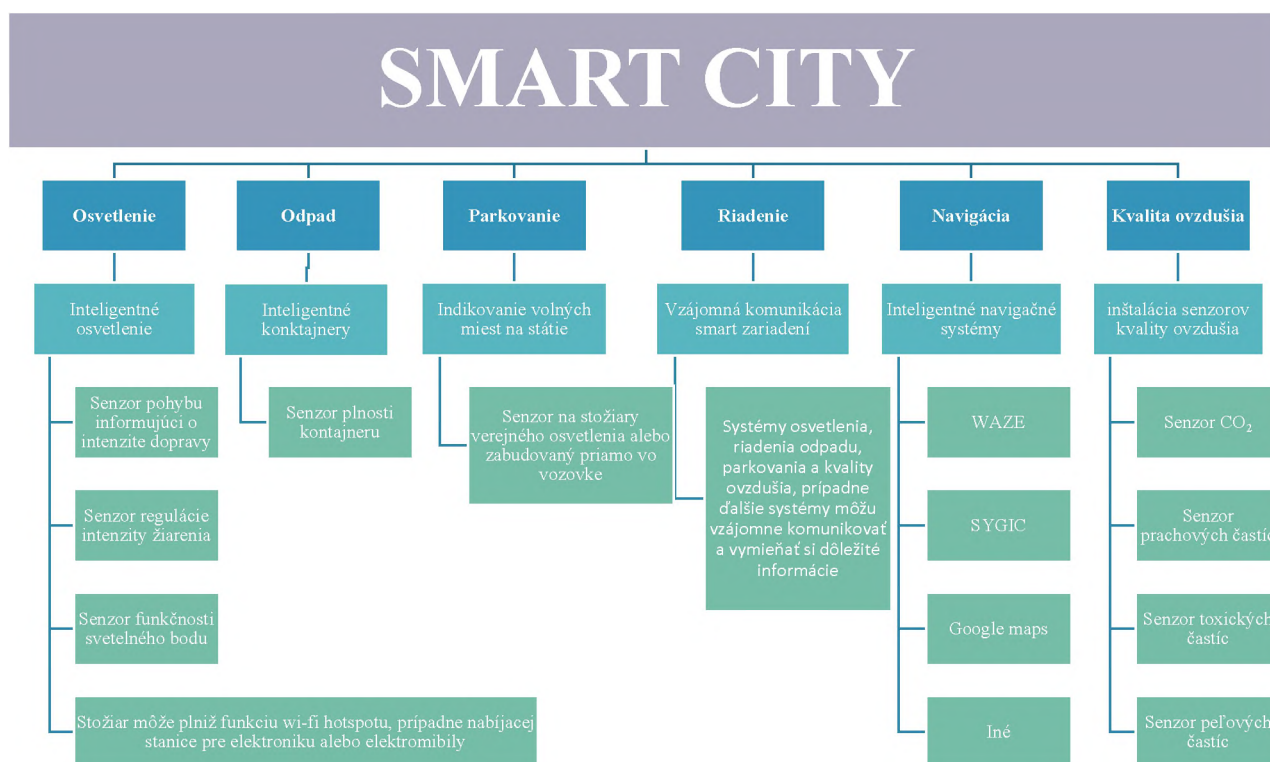 SMART CITY
Osvetlenie
Odpad
Parkovanie
Riadenie
Navigácia
Kvalita ovzdušia
Inteligentné
osvetlenie
Inteligentné
konktajnery
Indikovanie volných
miest na státie
Vzájomná komunikácia
smart zariadení
Inteligentné navigačné
systémy
inštalácia senzorov
kvality ovzdušia
Senzor pohybu
informujúci o
intenzite dopravy
Senzor regulácie
intenzity žiarenia
Senzor funkčnosti
svetelného bodu
Stožiar môže plniž funkciu wi-fi hotspotu, prípadne nabíjacej
stanice pre elektroniku alebo elektromibily
Senzor plnosti
kontajneru
Senzor na stožiary
verejného osvetlenia alebo
zabudovaný priamo vo
vozovke
Systémy osvetlenia,
riadenia odpadu,
parkovania a kvality
ovzdušia, prípadne
ďalšie systémy môžu
vzájomne komunikovať
a vymieňať si dôležité
informácie
WAZE
SYGIC
Google maps
Iné
Senzor CO₂
Senzor
prachových častíc
Senzor toxických
častíc
Senzor peľových
častíc